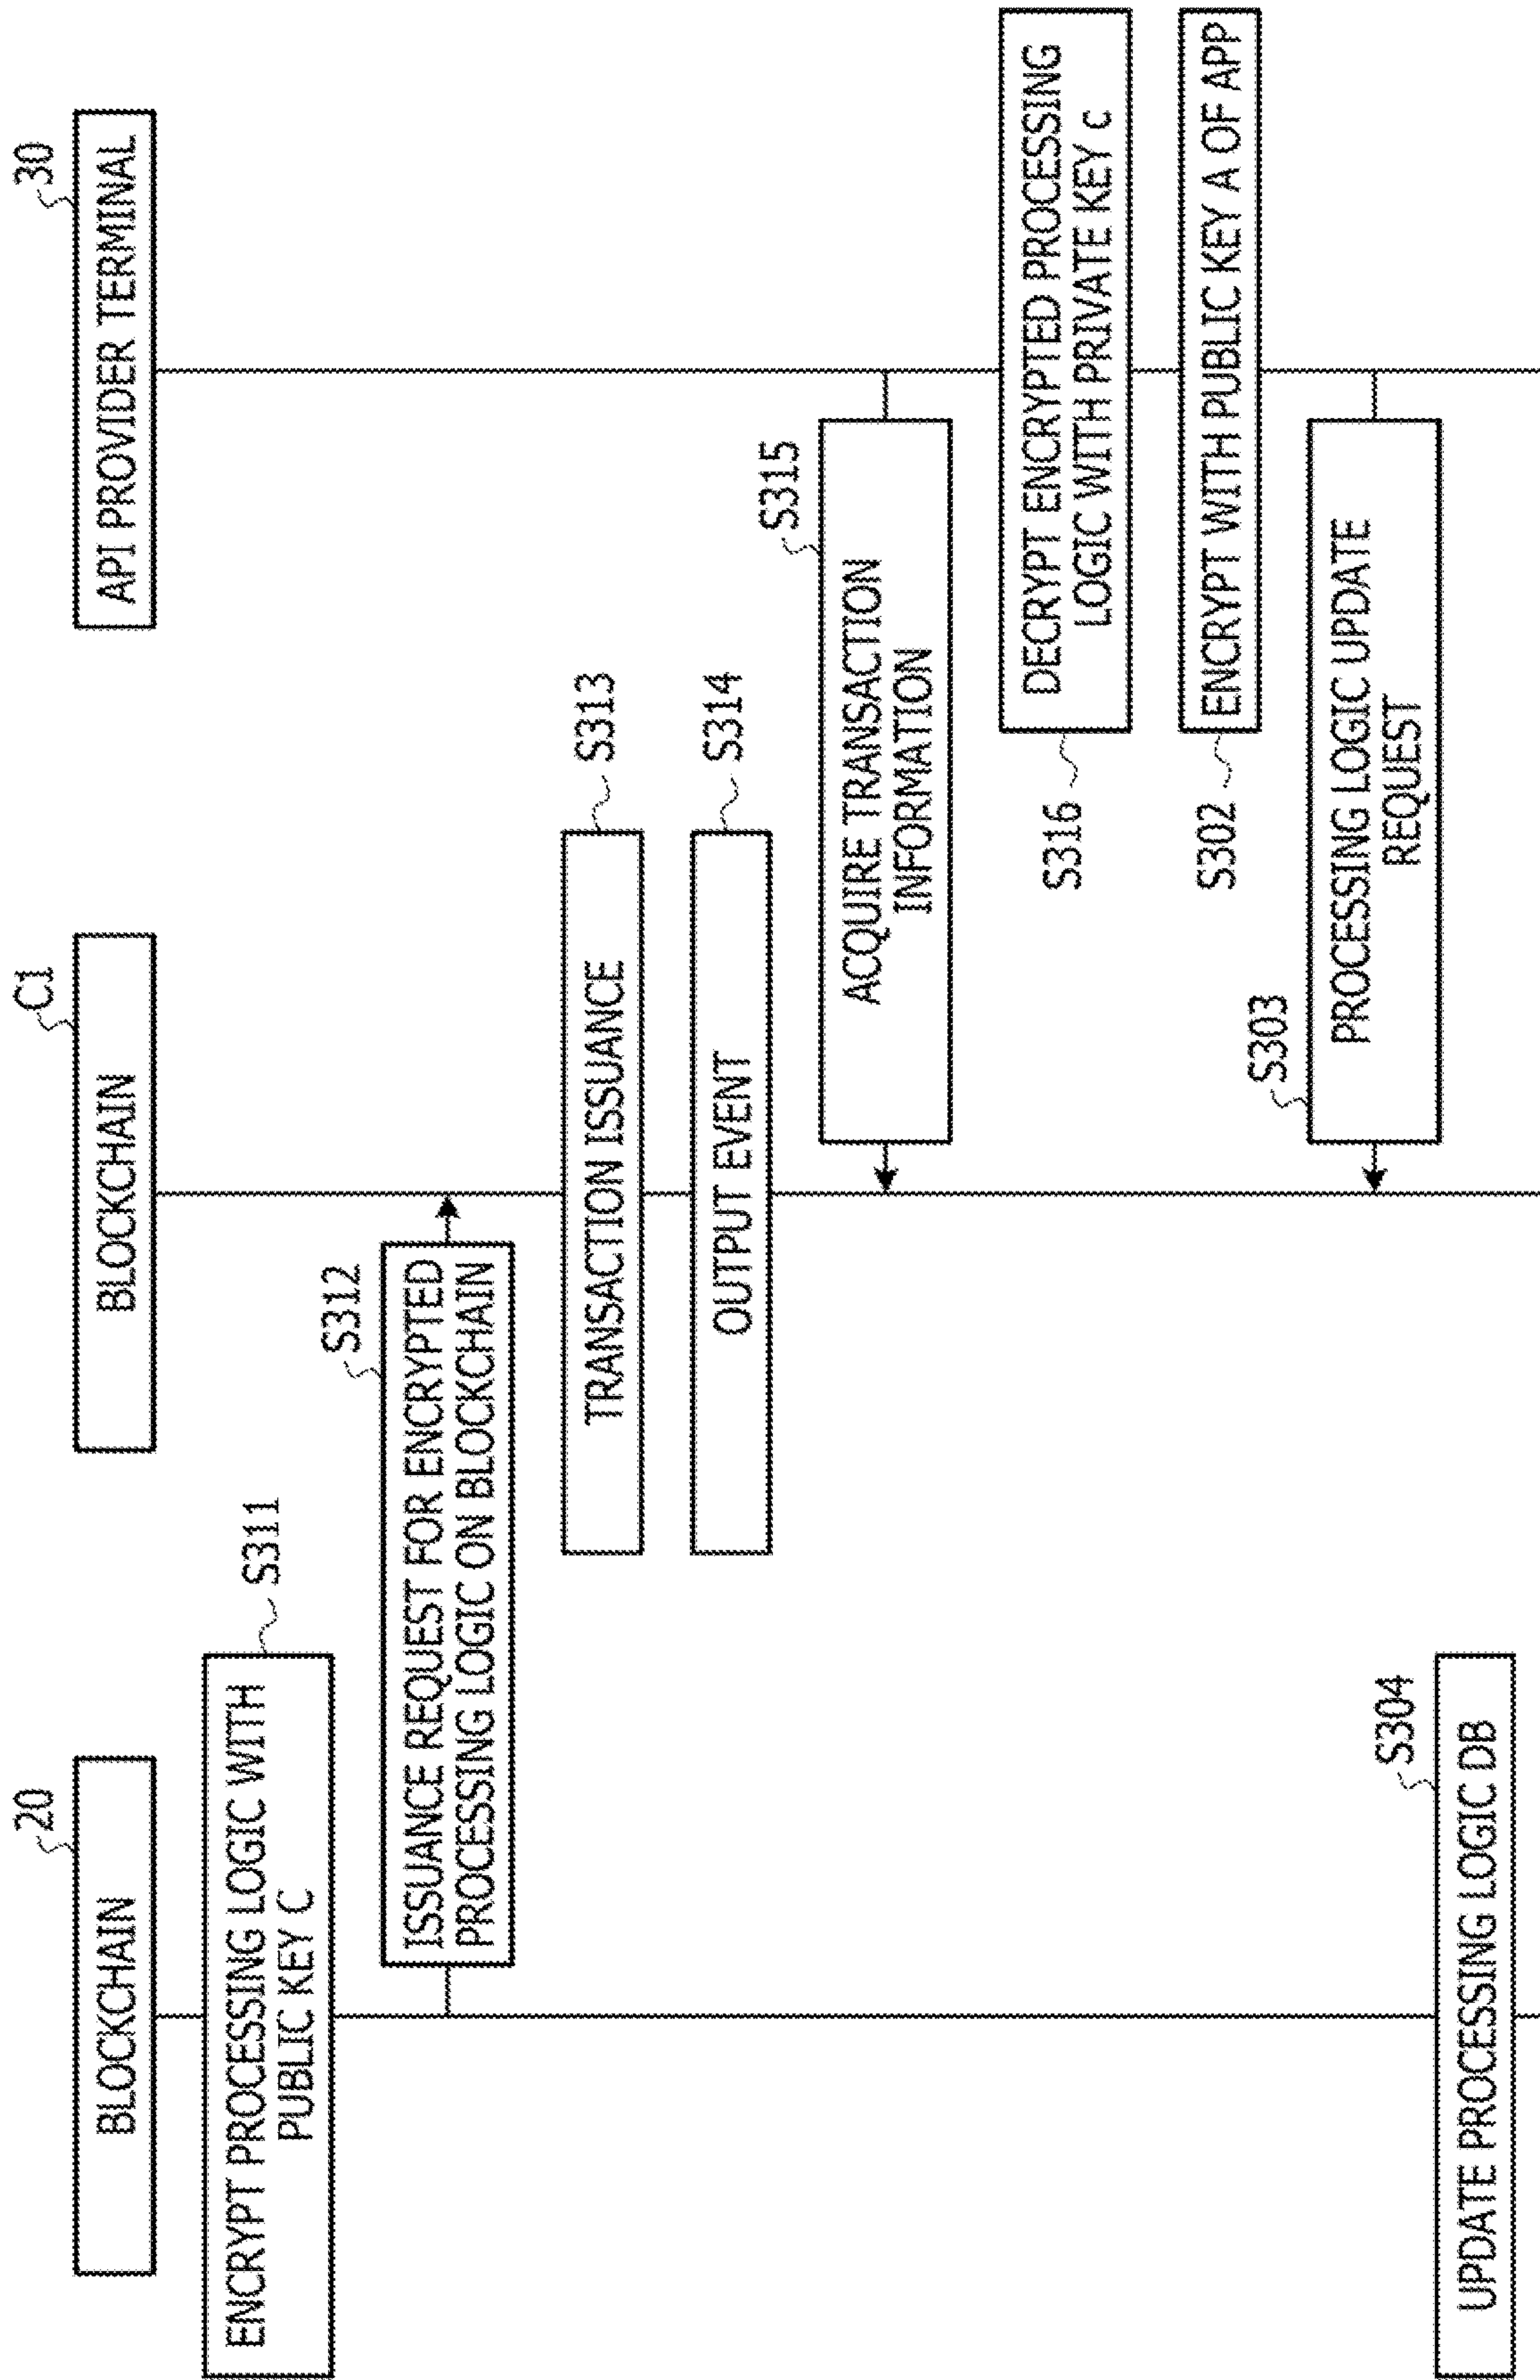 20
BLOCKCHAIN
C1
BLOCKCHAIN
30
API PROVIDER TERMINAL
S311
ENCRYPT PROCESSING LOGIC WITH
PUBLIC KEY C
S312
ISSUANCE REQUEST FOR ENCRYPTED
PROCESSING LOGIC ON BLOCKCHAIN
TRANSACTION ISSUANCE
S313
OUTPUT EVENT
S314
S315
ACQUIRE TRANSACTION
INFORMATION
S316
DECRYPT ENCRYPTED PROCESSING
LOGIC WITH PRIVATE KEY c
S302
ENCRYPT WITH PUBLIC KEY A OF APP
S303
PROCESSING LOGIC UPDATE
REQUEST
S304
UPDATE PROCESSING LOGIC DB